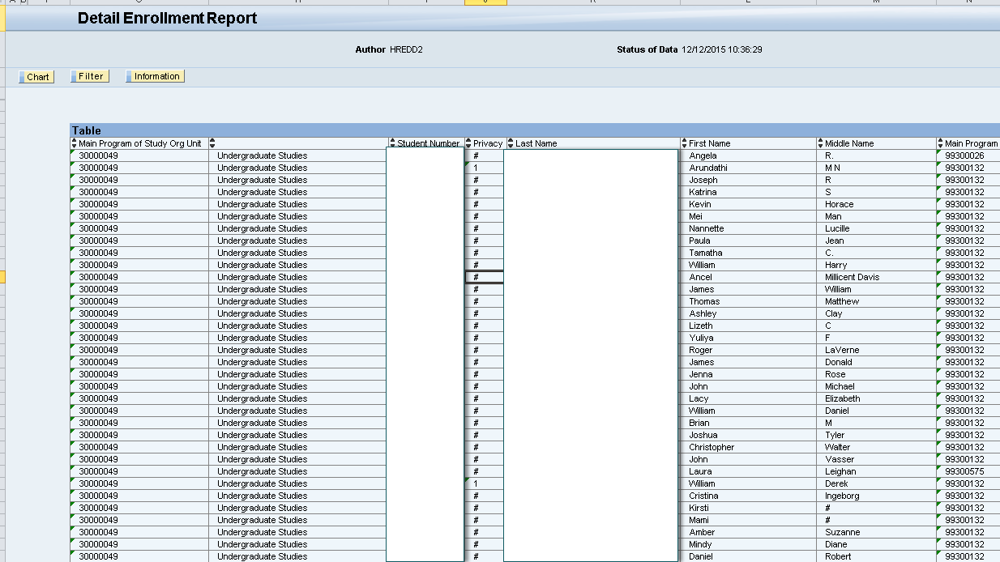 Detail Enrollment Report
Author HREDD2 Status of Data 12/12/2015 10:36:29
Chart Filter Information
Table
Main Program of Study Org Unit Student Number Privacy Last Name First Name Middle Name Main Program
30000049 Undergraduate Studies # Angela R. 99300026
30000049 Undergraduate Studies 1 Arundathi M N 99300132
30000049 Undergraduate Studies # Joseph R 99300132
30000049 Undergraduate Studies # Katrina S 99300132
30000049 Undergraduate Studies # Kevin Horace 99300132
30000049 Undergraduate Studies # Mei Man 99300132
30000049 Undergraduate Studies # Nannette Lucille 99300132
30000049 Undergraduate Studies # Paula Jean 99300132
30000049 Undergraduate Studies # Tamatha C. 99300132
30000049 Undergraduate Studies # William Harry 99300132
30000049 Undergraduate Studies # Ancel Millicent Davis 99300132
30000049 Undergraduate Studies # James William 99300132
30000049 Undergraduate Studies # Thomas Matthew 99300132
30000049 Undergraduate Studies # Ashley Clay 99300132
30000049 Undergraduate Studies # Lizeth C 99300132
30000049 Undergraduate Studies # Yuliya F 99300132
30000049 Undergraduate Studies # Roger LaVerne 99300132
30000049 Undergraduate Studies # James Donald 99300132
30000049 Undergraduate Studies # Jenna Rose 99300132
30000049 Undergraduate Studies # John Michael 99300132
30000049 Undergraduate Studies # Lacy Elizabeth 99300132
30000049 Undergraduate Studies # William Daniel 99300132
30000049 Undergraduate Studies # Brian M 99300132
30000049 Undergraduate Studies # Joshua Tyler 99300132
30000049 Undergraduate Studies # Christopher Walter 99300132
30000049 Undergraduate Studies # John Vasser 99300132
30000049 Undergraduate Studies # Laura Leighan 99300575
30000049 Undergraduate Studies 1 William Derek 99300132
30000049 Undergraduate Studies # Cristina Ingeborg 99300132
30000049 Undergraduate Studies # Kirsti # 99300132
30000049 Undergraduate Studies # Mami # 99300132
30000049 Undergraduate Studies # Amber Suzanne 99300132
30000049 Undergraduate Studies # Mindy Diane 99300132
30000049 Undergraduate Studies # Daniel Robert 99300132